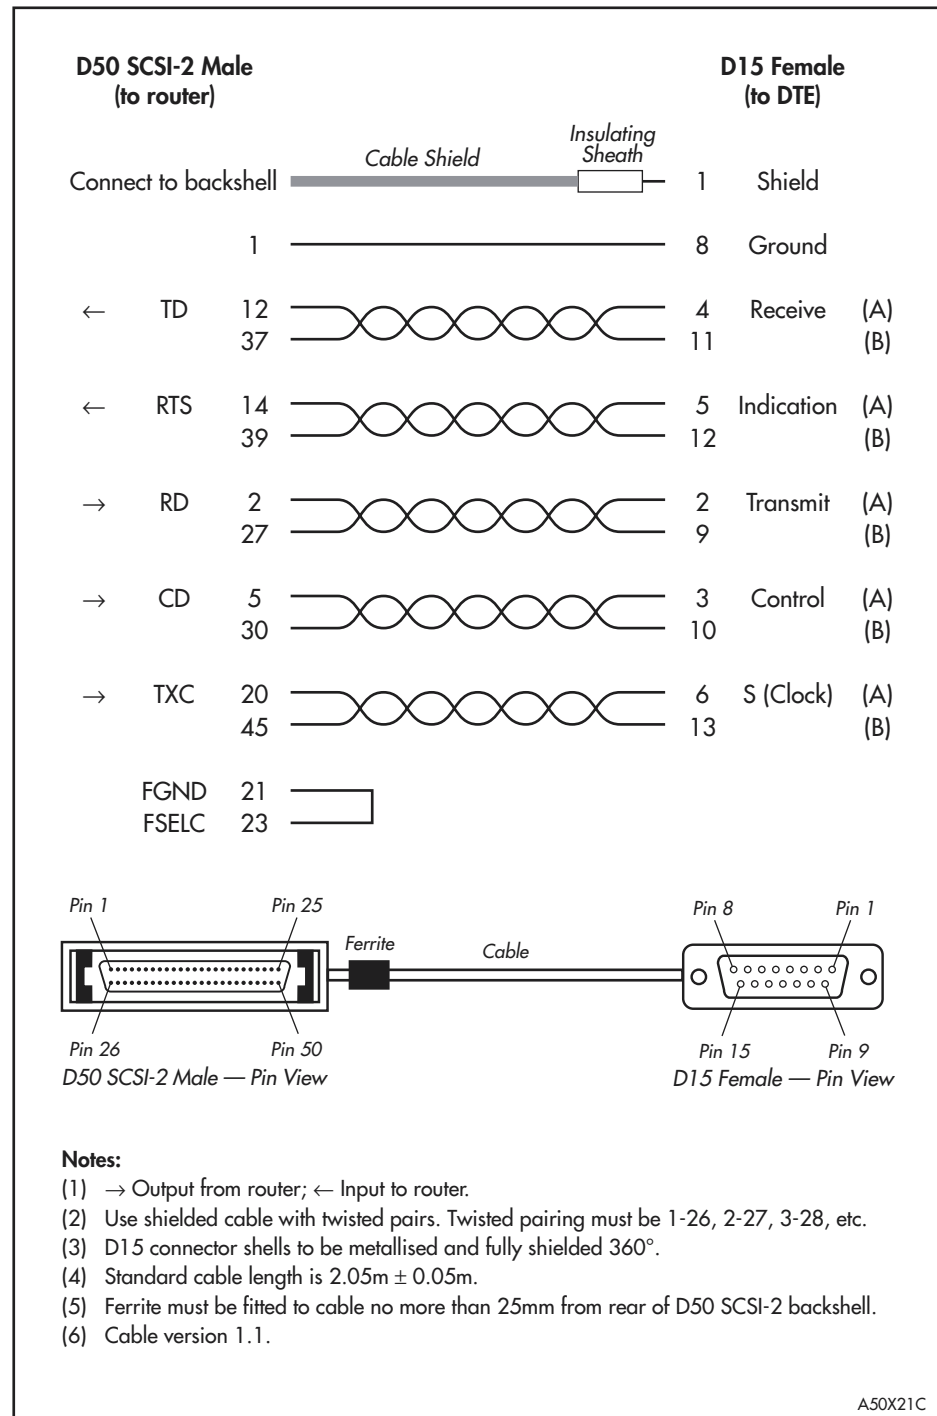 D50 SCSI-2 Male
(to router)
D15 Female
(to DTE)
Connect to backshell Cable Shield Insulating Sheath 1 Shield
1 8 Ground
← TD 12 4 Receive (A)
37 11 (B)
← RTS 14 5 Indication (A)
39 12 (B)
→ RD 2 2 Transmit (A)
27 9 (B)
→ CD 5 3 Control (A)
30 10 (B)
→ TXC 20 6 S (Clock) (A)
45 13 (B)
FGND 21
FSELC 23
Pin 1 Pin 25 Pin 8 Pin 1
Ferrite Cable
Pin 26 Pin 50 Pin 15 Pin 9
D50 SCSI-2 Male — Pin View D15 Female — Pin View
Notes:
(1) → Output from router; ← Input to router.
(2) Use shielded cable with twisted pairs. Twisted pairing must be 1-26, 2-27, 3-28, etc.
(3) D15 connector shells to be metallised and fully shielded 360°.
(4) Standard cable length is 2.05m ± 0.05m.
(5) Ferrite must be fitted to cable no more than 25mm from rear of D50 SCSI-2 backshell.
(6) Cable version 1.1.
A50X21C